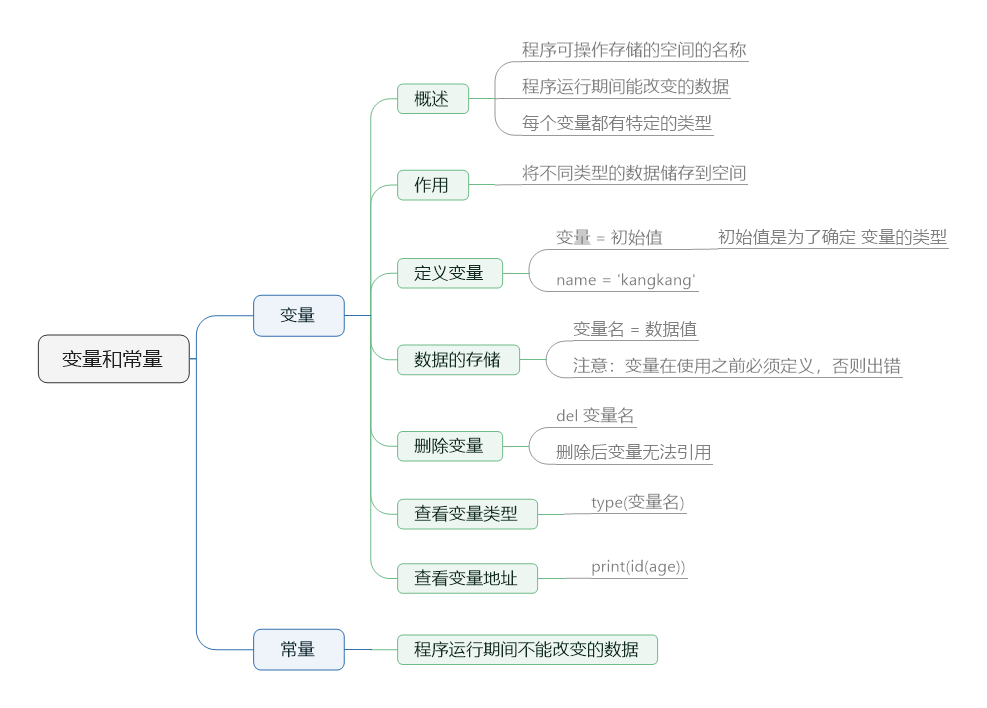 变量和常量
变量
概述
程序可操作存储的空间的名称
程序运行期间能改变的数据
每个变量都有特定的类型
作用
将不同类型的数据储存到空间
定义变量
变量 = 初始值
初始值是为了确定 变量的类型
name = 'kangkang'
数据的存储
变量名 = 数据值
注意：变量在使用之前必须定义，否则出错
删除变量
del 变量名
删除后变量无法引用
查看变量类型
type(变量名)
查看变量地址
print(id(age))
常量
程序运行期间不能改变的数据